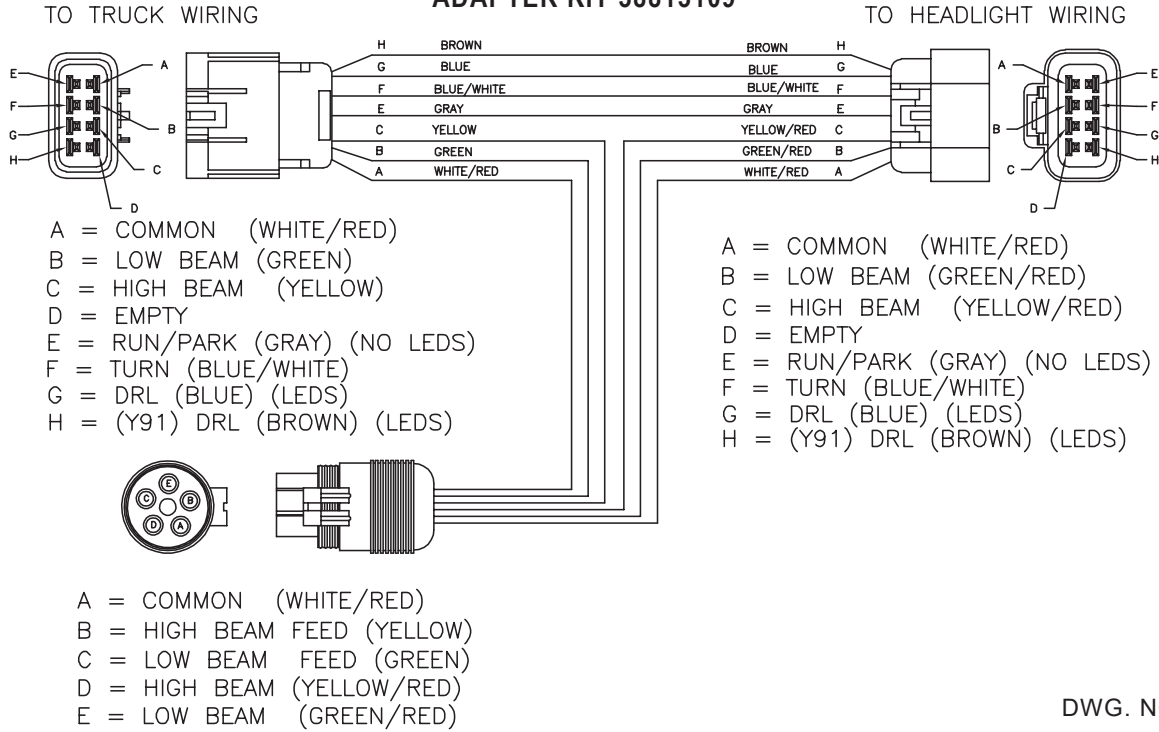 TO TRUCK WIRING
ADAPTER KIT 38813109
TO HEADLIGHT WIRING
H BROWN BROWN H
G BLUE BLUE G
F BLUE/WHITE BLUE/WHITE F
E GRAY GRAY E
C YELLOW YELLOW/RED C
B GREEN GREEN/RED B
A WHITE/RED WHITE/RED A
E A
F
B
G
C
H
D
A E
F
B
G
C
H
D
A = COMMON (WHITE/RED)
B = LOW BEAM (GREEN)
C = HIGH BEAM (YELLOW)
D = EMPTY
E = RUN/PARK (GRAY) (NO LEDS)
F = TURN (BLUE/WHITE)
G = DRL (BLUE) (LEDS)
H = (Y91) DRL (BROWN) (LEDS)
A = COMMON (WHITE/RED)
B = LOW BEAM (GREEN/RED)
C = HIGH BEAM (YELLOW/RED)
D = EMPTY
E = RUN/PARK (GRAY) (NO LEDS)
F = TURN (BLUE/WHITE)
G = DRL (BLUE) (LEDS)
H = (Y91) DRL (BROWN) (LEDS)
E
C B
D A
A = COMMON (WHITE/RED)
B = HIGH BEAM FEED (YELLOW)
C = LOW BEAM FEED (GREEN)
D = HIGH BEAM (YELLOW/RED)
E = LOW BEAM (GREEN/RED)
DWG. N